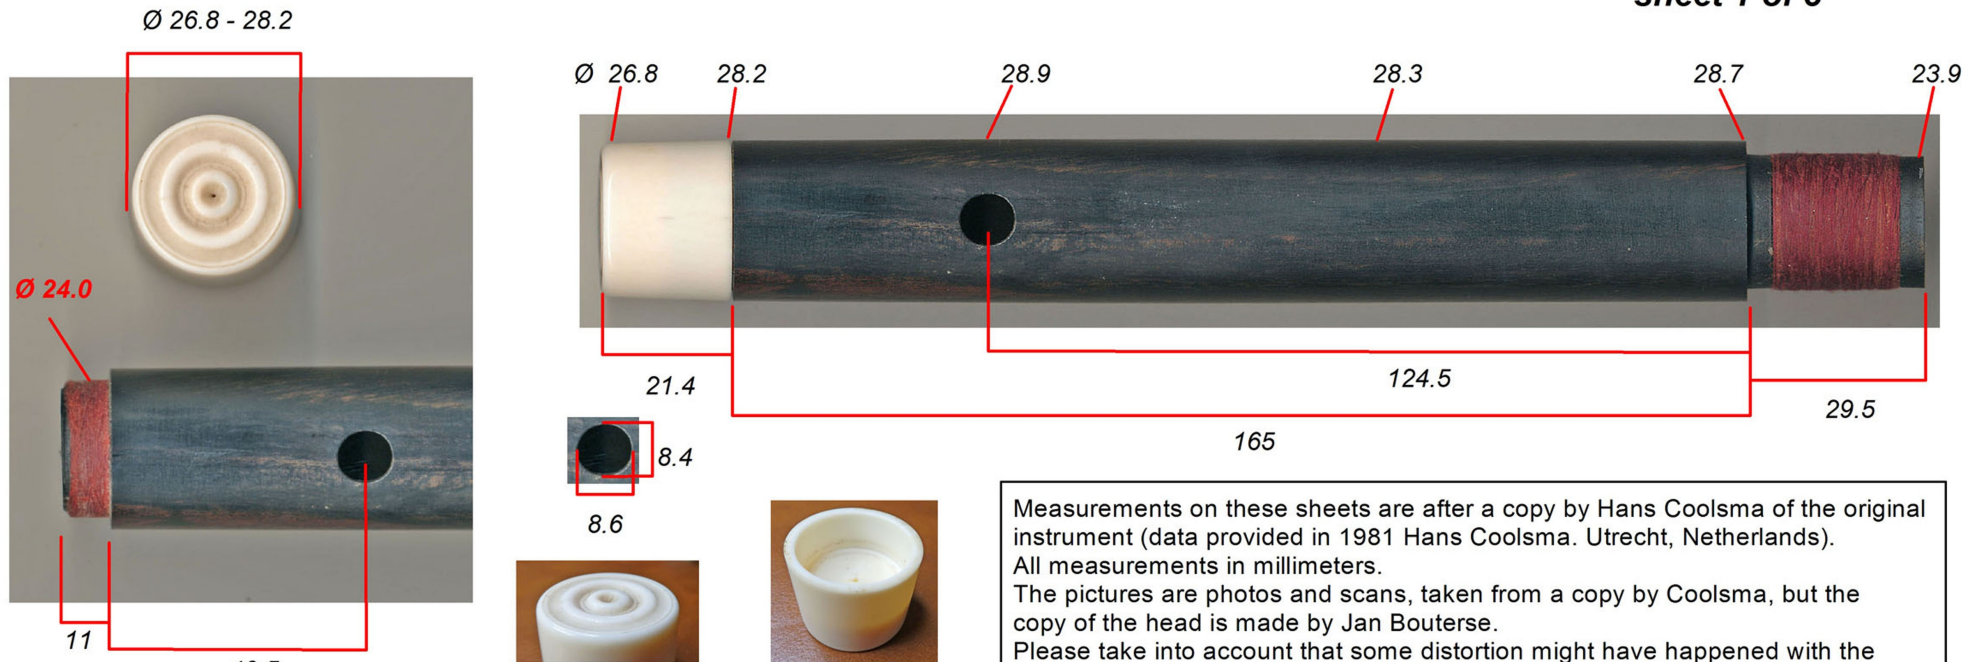 sheet 1 of 6
Ø 26.8 - 28.2
Ø 26.8
28.2
28.9
28.3
28.7
23.9
Ø 24.0
21.4
124.5
29.5
165
8.4
8.6
11
Measurements on these sheets are after a copy by Hans Coolsma of the original
instrument (data provided in 1981 Hans Coolsma. Utrecht, Netherlands).
All measurements in millimeters.
The pictures are photos and scans, taken from a copy by Coolsma, but the
copy of the head is made by Jan Bouterse.
Please take into account that some distortion might have happened with the